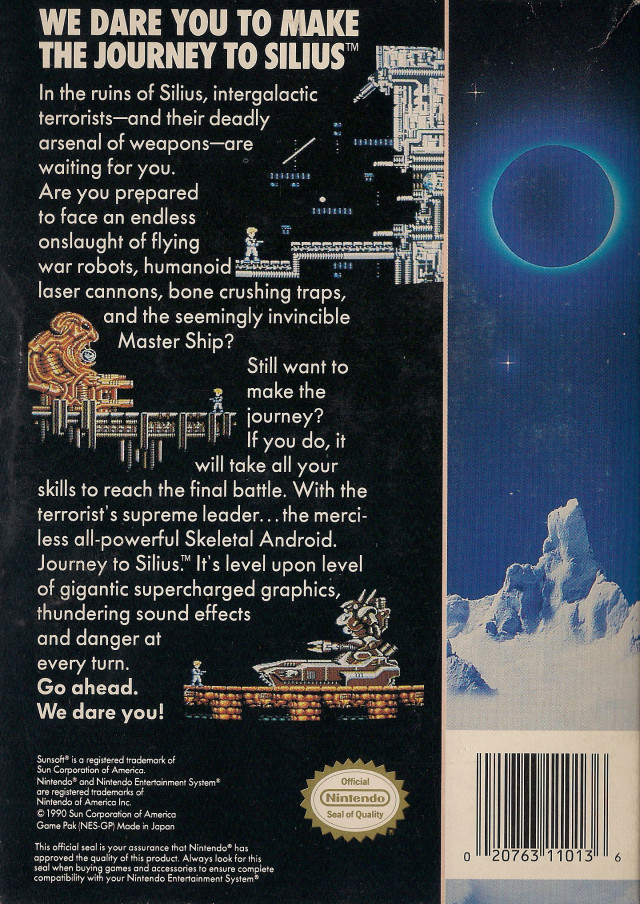 WE DARE YOU TO MAKE
THE JOURNEY TO SILIUS™
In the ruins of Silius, intergalactic
terrorists—and their deadly
arsenal of weapons—are
waiting for you.
Are you prepared
to face an endless
onslaught of flying
war robots, humanoid
laser cannons, bone crushing traps,
and the seemingly invincible
Master Ship?
Still want to
make the
journey?
If you do, it
will take all your
skills to reach the final battle. With the
terrorist's supreme leader...the merci-
less all-powerful Skeletal Android.
Journey to Silius.™ It's level upon level
of gigantic supercharged graphics,
thundering sound effects
and danger at
every turn.
Go ahead.
We dare you!
Sunsoft® is a registered trademark of
Sun Corporation of America.
Nintendo® and Nintendo Entertainment System®
are registered trademarks of
Nintendo of America Inc.
© 1990 Sun Corporation of America
Game Pak (NES-GP) Made in Japan
This official seal is your assurance that Nintendo® has
approved the quality of this product. Always look for this
seal when buying games and accessories to ensure complete
compatibility with your Nintendo Entertainment System®
Official
Nintendo
Seal of Quality
®
0 20763 11013 6